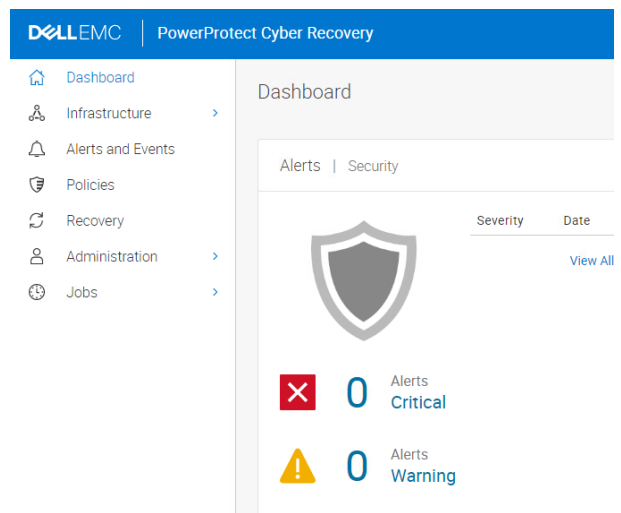 DELLEMC PowerProtect Cyber Recovery
Dashboard
Infrastructure
Alerts and Events
Policies
Recovery
Administration
Jobs
Dashboard
Alerts | Security
Severity Date
View All
0 Alerts
Critical
0 Alerts
Warning